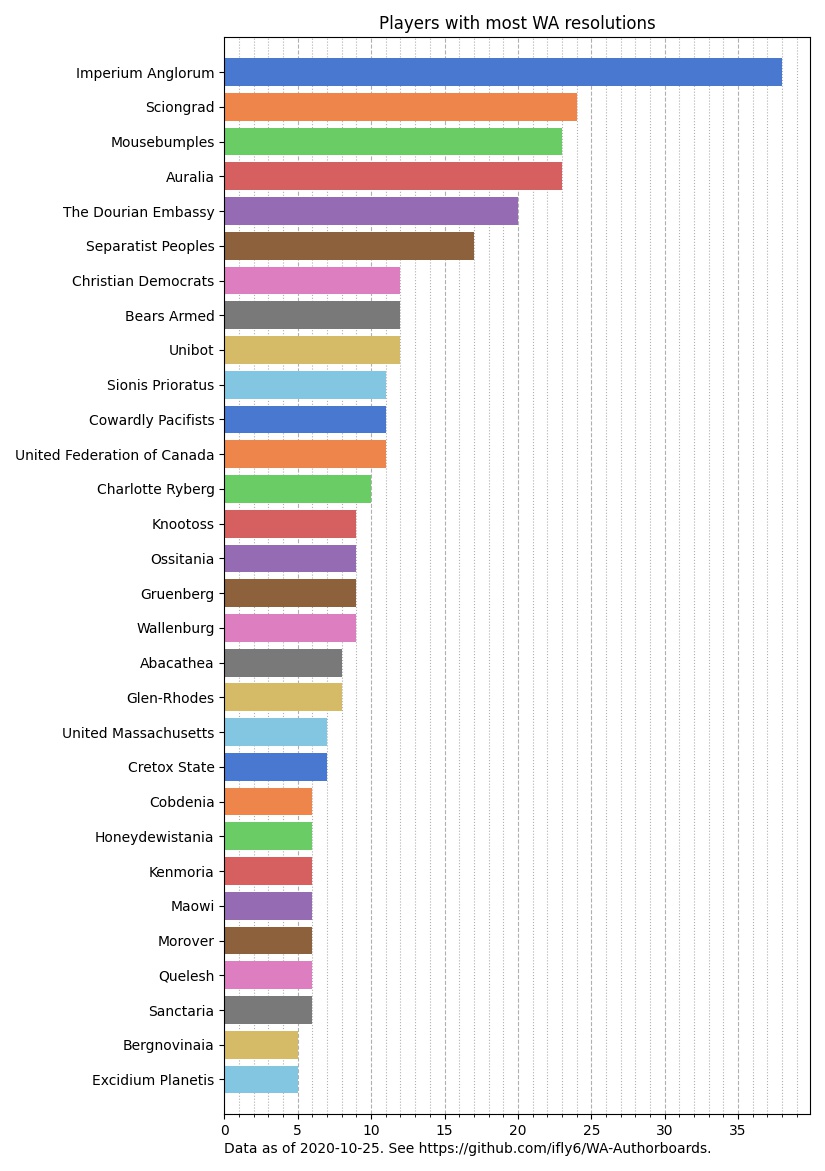 Players with most WA resolutions
Imperium Anglorum
Sciongrad
Mousebumples
Auralia
The Dourian Embassy
Separatist Peoples
Christian Democrats
Bears Armed
Unibot
Sionis Prioratus
Cowardly Pacifists
United Federation of Canada
Charlotte Ryberg
Knootoss
Ossitania
Gruenberg
Wallenburg
Abacathea
Glen-Rhodes
United Massachusetts
Cretox State
Cobdenia
Honeydewistania
Kenmoria
Maowi
Morover
Quelesh
Sanctaria
Bergnovinaia
Excidium Planetis
0 5 10 15 20 25 30 35
Data as of 2020-10-25. See https://github.com/ifly6/WA-Authorboards.